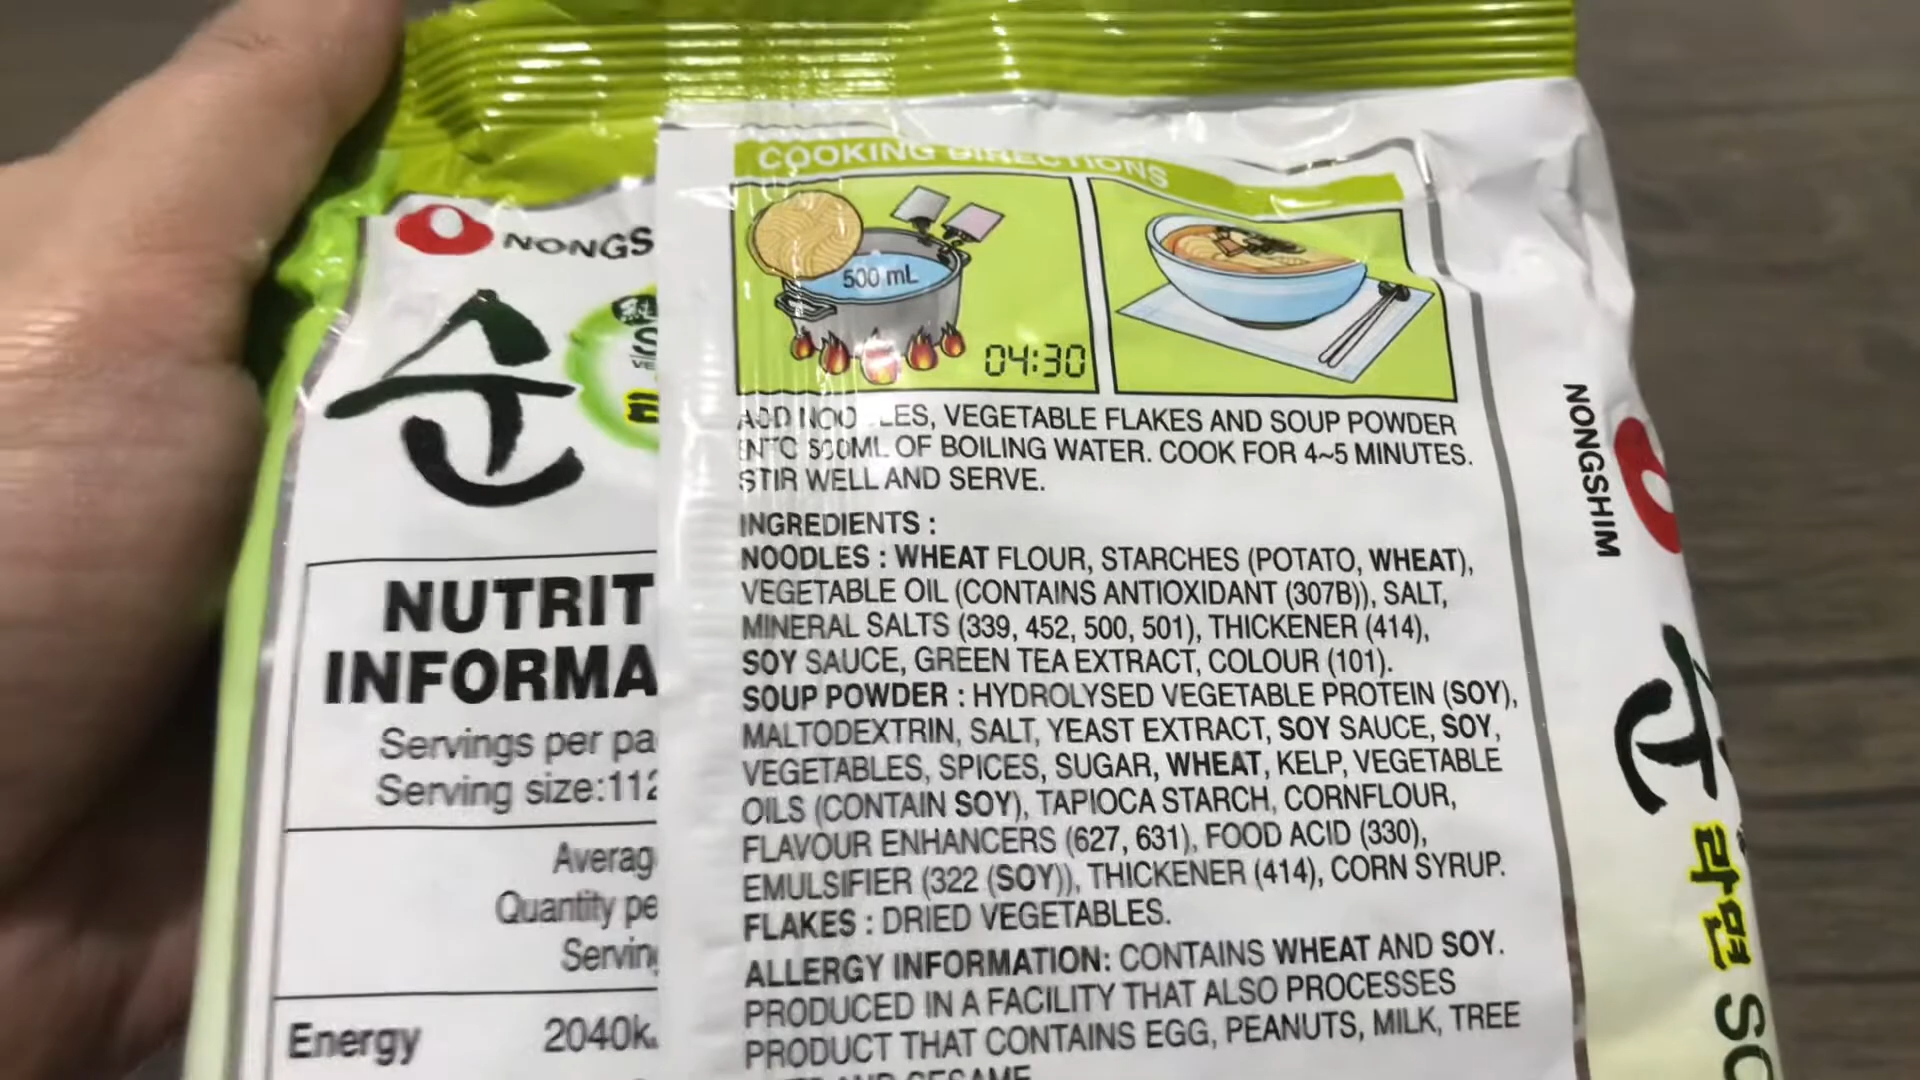 COOKING DIRECTIONS
500 mL
04:30
ADD NOODLES, VEGETABLE FLAKES AND SOUP POWDER
INTO 500ML OF BOILING WATER. COOK FOR 4~5 MINUTES.
STIR WELL AND SERVE.
INGREDIENTS :
NOODLES : WHEAT FLOUR, STARCHES (POTATO, WHEAT),
VEGETABLE OIL (CONTAINS ANTIOXIDANT (307B)), SALT,
MINERAL SALTS (339, 452, 500, 501), THICKENER (414),
SOY SAUCE, GREEN TEA EXTRACT, COLOUR (101).
SOUP POWDER : HYDROLYSED VEGETABLE PROTEIN (SOY),
MALTODEXTRIN, SALT, YEAST EXTRACT, SOY SAUCE, SOY,
VEGETABLES, SPICES, SUGAR, WHEAT, KELP, VEGETABLE
OILS (CONTAIN SOY), TAPIOCA STARCH, CORNFLOUR,
FLAVOUR ENHANCERS (627, 631), FOOD ACID (330),
EMULSIFIER (322 (SOY)), THICKENER (414), CORN SYRUP.
FLAKES : DRIED VEGETABLES.
ALLERGY INFORMATION: CONTAINS WHEAT AND SOY.
PRODUCED IN A FACILITY THAT ALSO PROCESSES
PRODUCT THAT CONTAINS EGG, PEANUTS, MILK, TREE
AND SESAME
NONGS
순
NUTRIT
INFORMA
Servings per pa
Serving size:112
Averag
Quantity pe
Serving
Energy 2040k
NONGSHIM
순
라면 SO